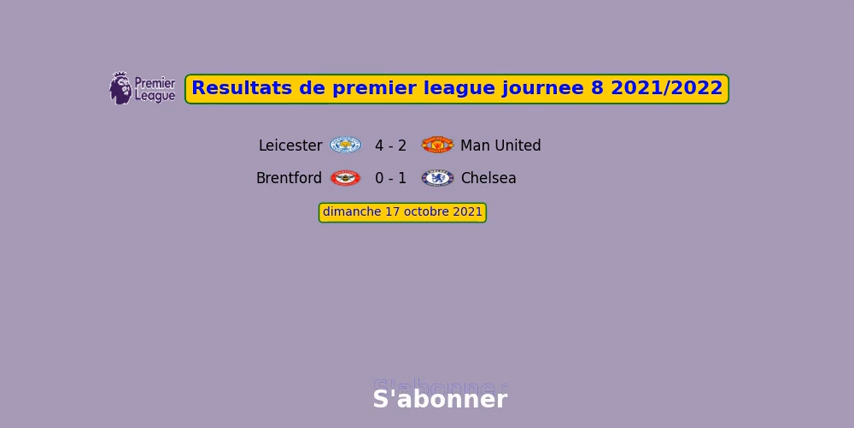 Premier
League
Resultats de premier league journee 8 2021/2022
Leicester 4 - 2 Man United
Brentford 0 - 1 Chelsea
dimanche 17 octobre 2021
S'abonner
S'abonner